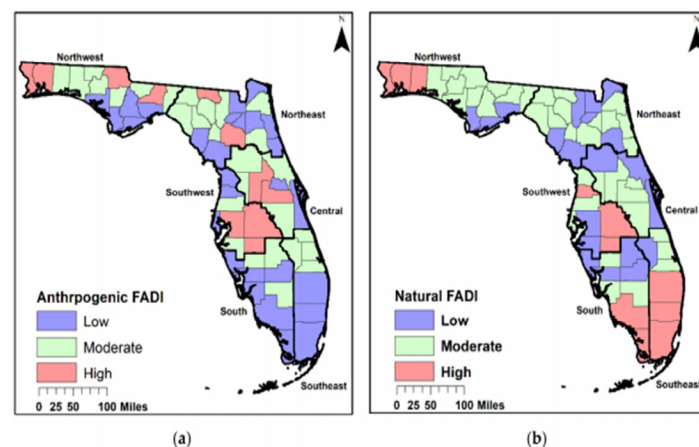 N
Northwest
Northeast
Southwest
Central
Anthrpogenic FADI
Low
Moderate
High
South
Southeast
0 25 50 100 Miles
(a)
N
Northwest
Northeast
Southwest
Central
Natural FADI
Low
Moderate
High
South
Southeast
0 25 50 100 Miles
(b)